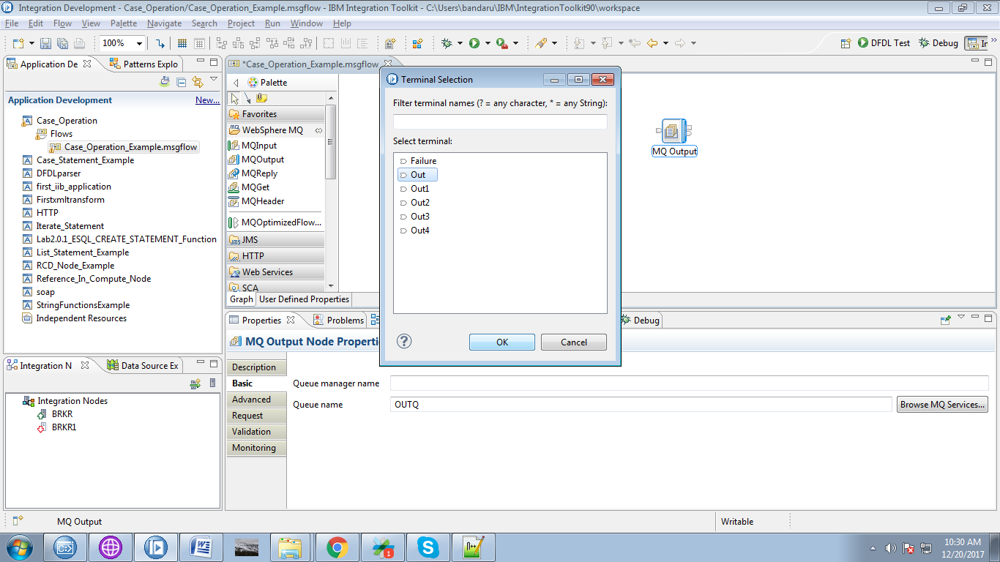 Integration Development - Case_Operation/Case_Operation_Example.msgflow - IBM Integration Toolkit - C:\Users\bandaru\IBM\IntegrationToolkit90\workspace
File Edit Flow View Palette Navigate Search Project Run Window Help
100% DFDL Test Debug In
Application De Patterns Explo
Application Development New...
Case_Operation
Flows
Case_Operation_Example.msgflow
Case_Statement_Example
DFDLparser
first_iib_application
Firstxmltransform
HTTP
Iterate_Statement
Lab2.0.1_ESQL_CREATE_STATEMENT_Function
List_Statement_Example
RCD_Node_Example
Reference_In_Compute_Node
soap
StringFunctionsExample
Independent Resources
Integration N Data Source Ex
Integration Nodes
BRKR
BRKR1
*Case_Operation_Example.msgflow
Palette
Favorites
WebSphere MQ
MQInput
MQOutput
MQReply
MQGet
MQHeader
MQOptimizedFlow...
JMS
HTTP
Web Services
SCA
Graph User Defined Properties
MQ Output
Terminal Selection
Filter terminal names (? = any character, * = any String):
Select terminal:
Failure
Out
Out1
Out2
Out3
Out4
OK Cancel
Properties Problems Debug
MQ Output Node Properti
Description
Basic
Advanced
Request
Validation
Monitoring
Queue manager name
Queue name OUTQ Browse MQ Services...
MQ Output Writable
10:30 AM
12/20/2017